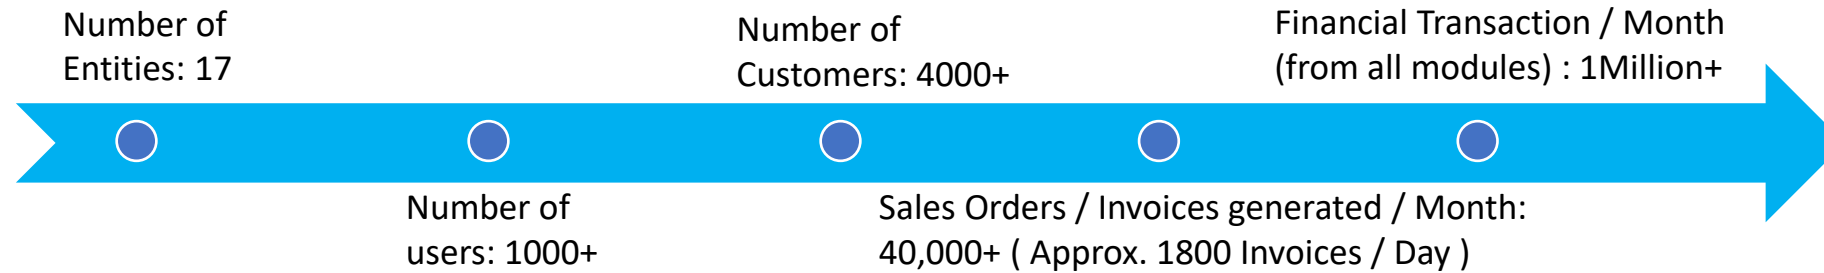 Number of
Entities: 17
Number of
users: 1000+
Number of
Customers: 4000+
Sales Orders / Invoices generated / Month:
40,000+ ( Approx. 1800 Invoices / Day )
Financial Transaction / Month
(from all modules) : 1Million+